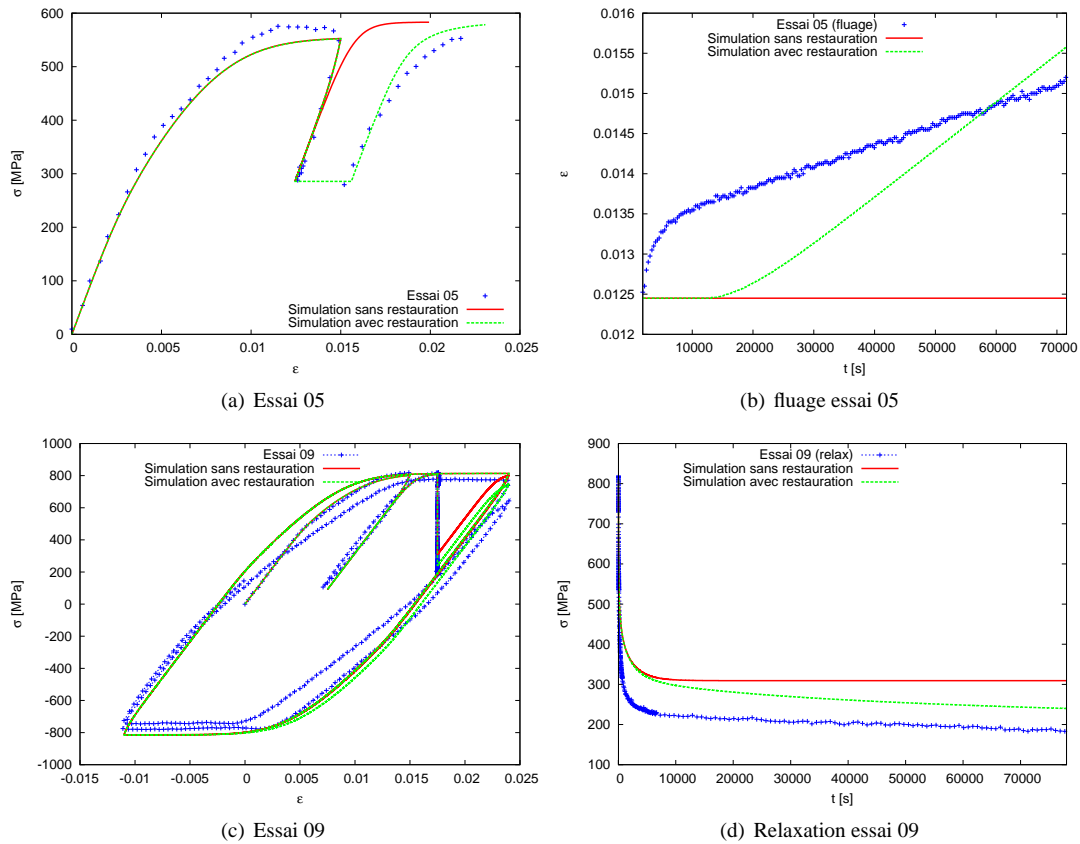 600
500
400
300
200
100
0
σ [MPa]
0
0.005
0.01
0.015
0.02
0.025
ε
Essai 05
Simulation sans restauration
Simulation avec restauration
(a) Essai 05
0.016
0.0155
0.015
0.0145
0.014
0.0135
0.013
0.0125
0.012
ε
10000
20000
30000
40000
50000
60000
70000
t [s]
Essai 05 (fluage)
Simulation sans restauration
Simulation avec restauration
(b) fluage essai 05
1000
800
600
400
200
0
-200
-400
-600
-800
-1000
σ [MPa]
-0.015
-0.01
-0.005
0
0.005
0.01
0.015
0.02
0.025
ε
Essai 09
Simulation sans restauration
Simulation avec restauration
(c) Essai 09
900
800
700
600
500
400
300
200
100
σ [MPa]
0
10000
20000
30000
40000
50000
60000
70000
t [s]
Essai 09 (relax)
Simulation sans restauration
Simulation avec restauration
(d) Relaxation essai 09